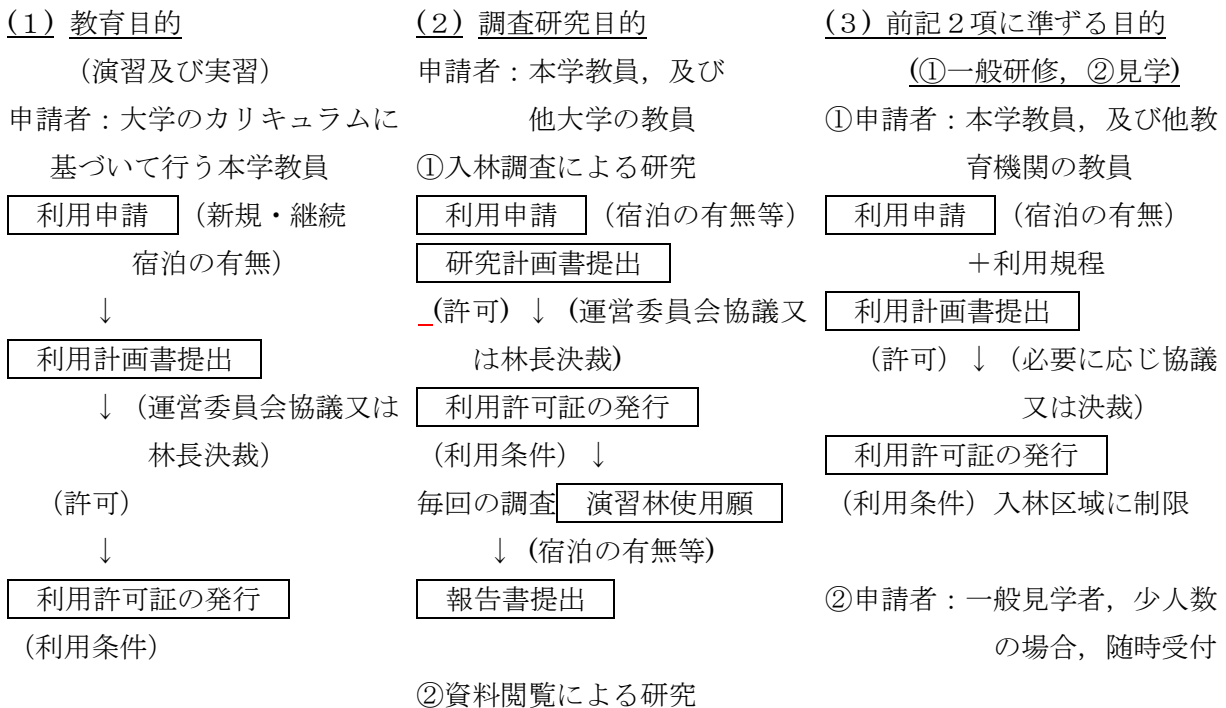 (１) 教育目的
（演習及び実習）
申請者：大学のカリキュラムに
基づいて行う本学教員
利用申請 （新規・継続
宿泊の有無）
↓
利用計画書提出
↓（運営委員会協議又は
林長決裁）
（許可）
↓
利用許可証の発行
（利用条件）
(２) 調査研究目的
申請者：本学教員，及び
他大学の教員
①入林調査による研究
利用申請 （宿泊の有無等）
研究計画書提出
(許可) ↓ (運営委員会協議又
は林長決裁)
利用許可証の発行
（利用条件）↓
毎回の調査 演習林使用願
↓ (宿泊の有無等)
報告書提出
②資料閲覧による研究
(３) 前記２項に準ずる目的
(①一般研修，②見学)
①申請者：本学教員，及び他教
育機関の教員
利用申請 （宿泊の有無）
＋利用規程
利用計画書提出
（許可）↓（必要に応じ協議
又は決裁）
利用許可証の発行
（利用条件）入林区域に制限
②申請者：一般見学者，少人数
の場合，随時受付